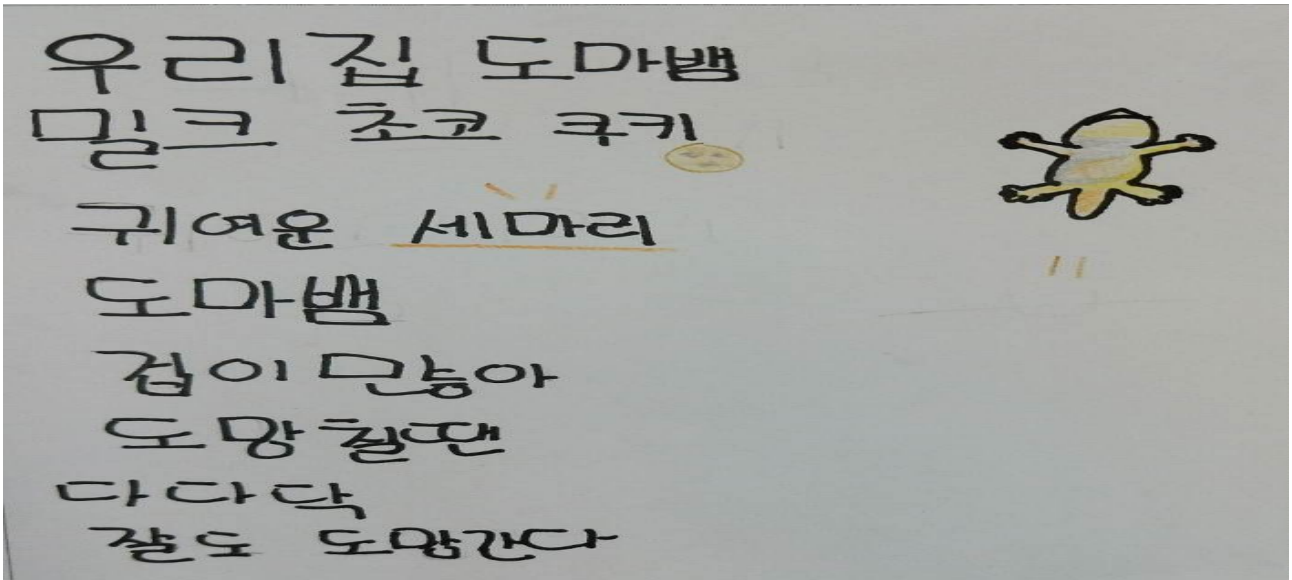 우리집 도마뱀
밀크 초코 쿠키
귀여운 세마리
도마뱀
겁이 많아
도망칠땐
다다닥
잘도 도망간다